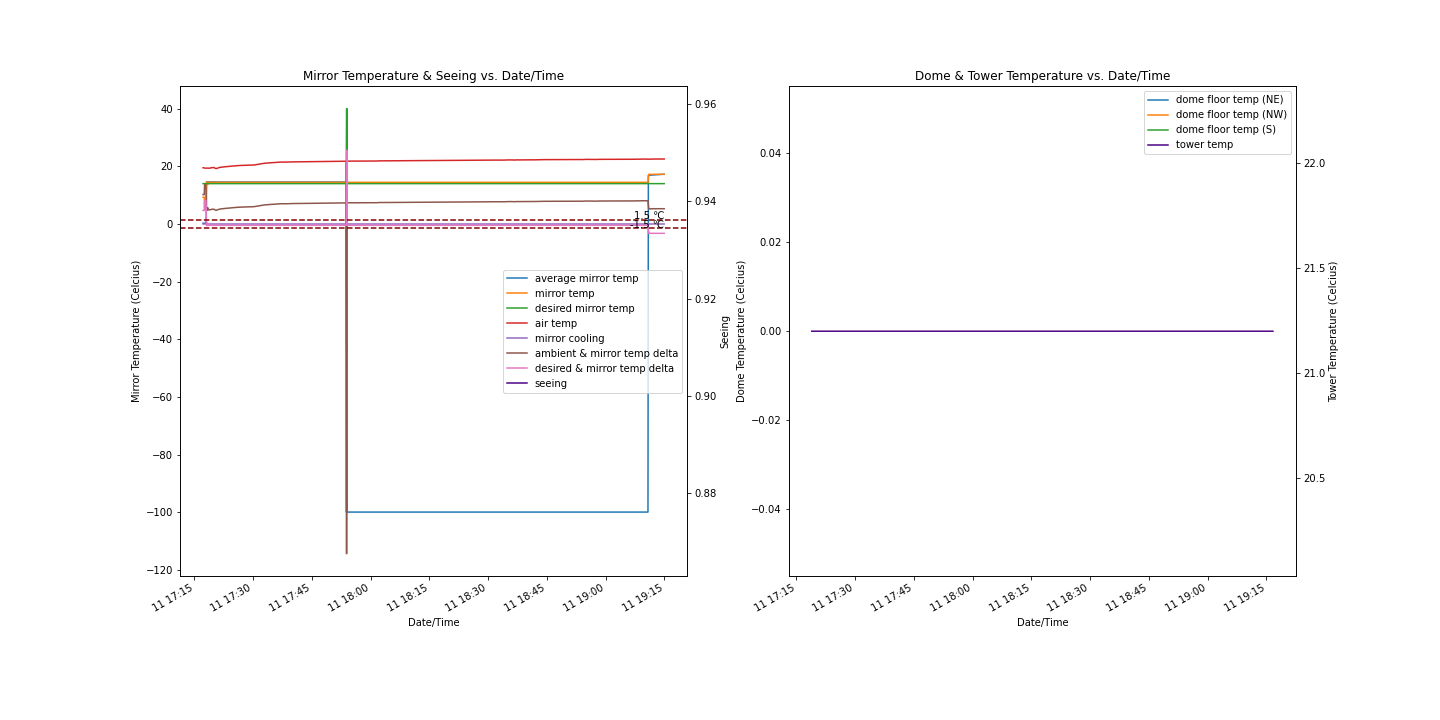 Mirror Temperature & Seeing vs. Date/Time
Mirror Temperature (Celcius)
40
20
0
−20
−40
−60
−80
−100
−120
0.96
0.94
0.92
0.90
0.88
Seeing
1.5 °C
-1.5 °C
average mirror temp
mirror temp
desired mirror temp
air temp
mirror cooling
ambient & mirror temp delta
desired & mirror temp delta
seeing
11 17:15
11 17:30
11 17:45
11 18:00
11 18:15
11 18:30
11 18:45
11 19:00
11 19:15
Date/Time
Dome & Tower Temperature vs. Date/Time
Dome Temperature (Celcius)
0.04
0.02
0.00
−0.02
−0.04
22.0
21.5
21.0
20.5
Tower Temperature (Celcius)
dome floor temp (NE)
dome floor temp (NW)
dome floor temp (S)
tower temp
11 17:15
11 17:30
11 17:45
11 18:00
11 18:15
11 18:30
11 18:45
11 19:00
11 19:15
Date/Time